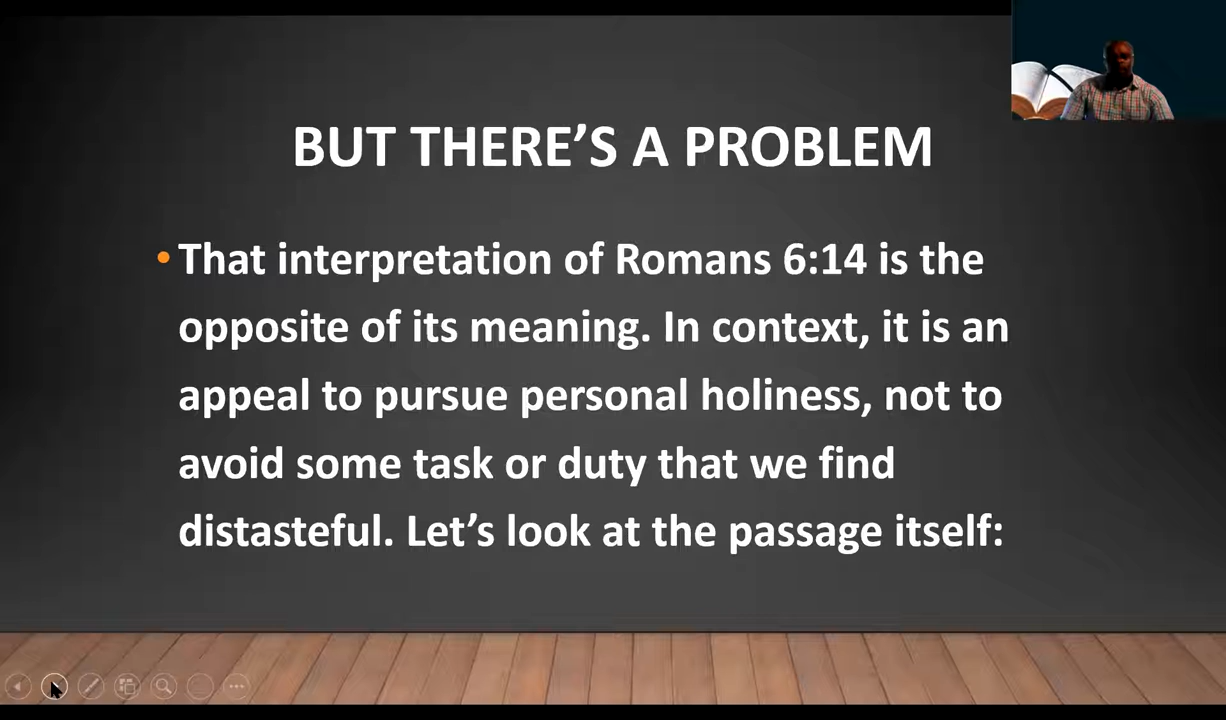 BUT THERE’S A PROBLEM
• That interpretation of Romans 6:14 is the
opposite of its meaning. In context, it is an
appeal to pursue personal holiness, not to
avoid some task or duty that we find
distasteful. Let’s look at the passage itself: